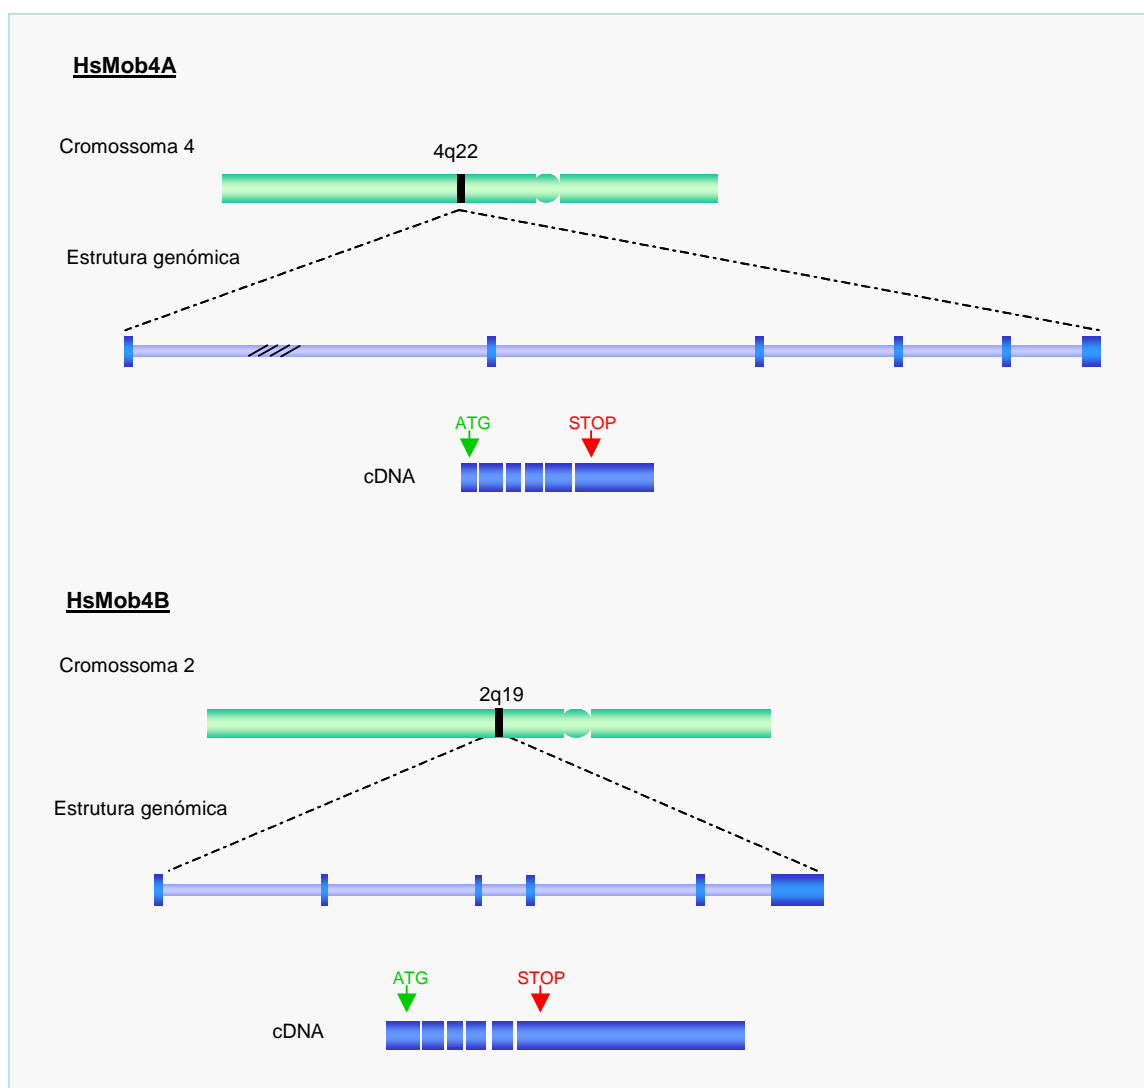 HsMob4A
Cromossoma 4
4q22
Estrutura genómica
ATG
STOP
cDNA
HsMob4B
Cromossoma 2
2q19
Estrutura genómica
ATG
STOP
cDNA